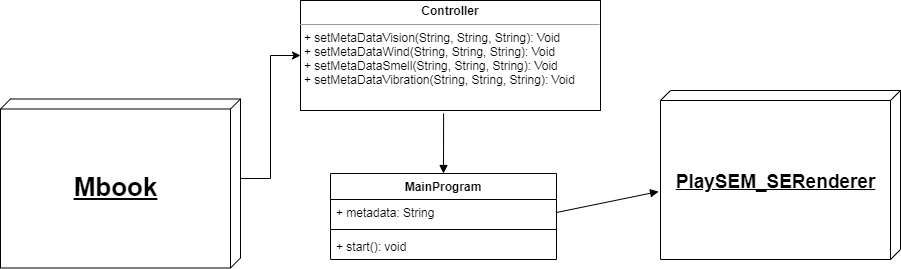 Controller
+ setMetaDataVision(String, String, String): Void
+ setMetaDataWind(String, String, String): Void
+ setMetaDataSmell(String, String, String): Void
+ setMetaDataVibration(String, String, String): Void
Mbook
MainProgram
+ metadata: String
+ start(): void
PlaySEM_SERenderer